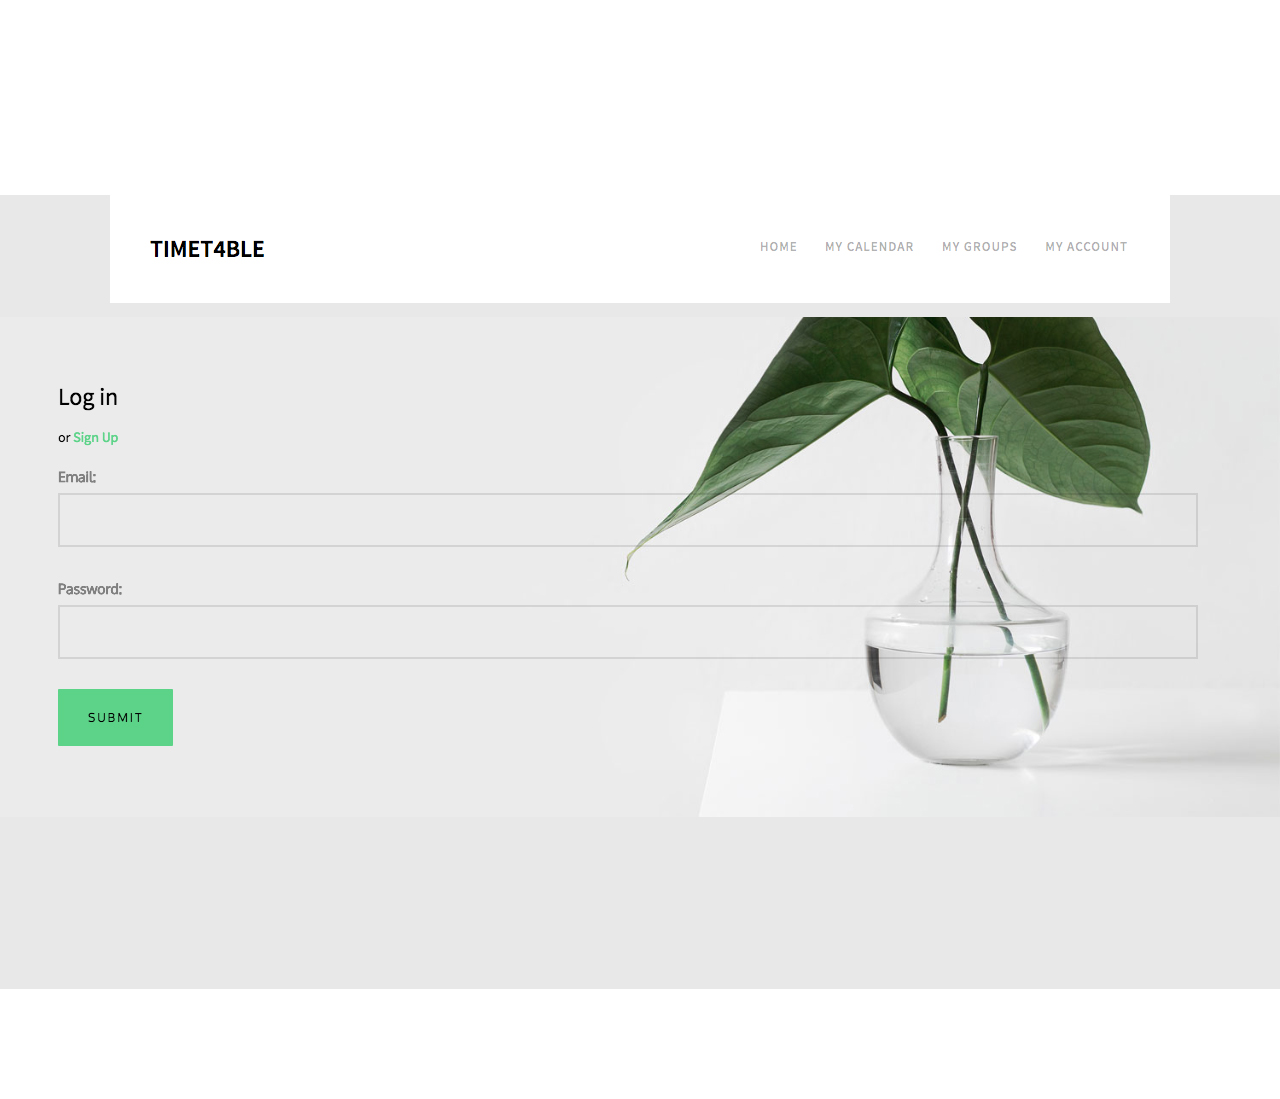 TIMET4BLE
HOME MY CALENDAR MY GROUPS MY ACCOUNT
Log in
or Sign Up
Email:
Password:
SUBMIT